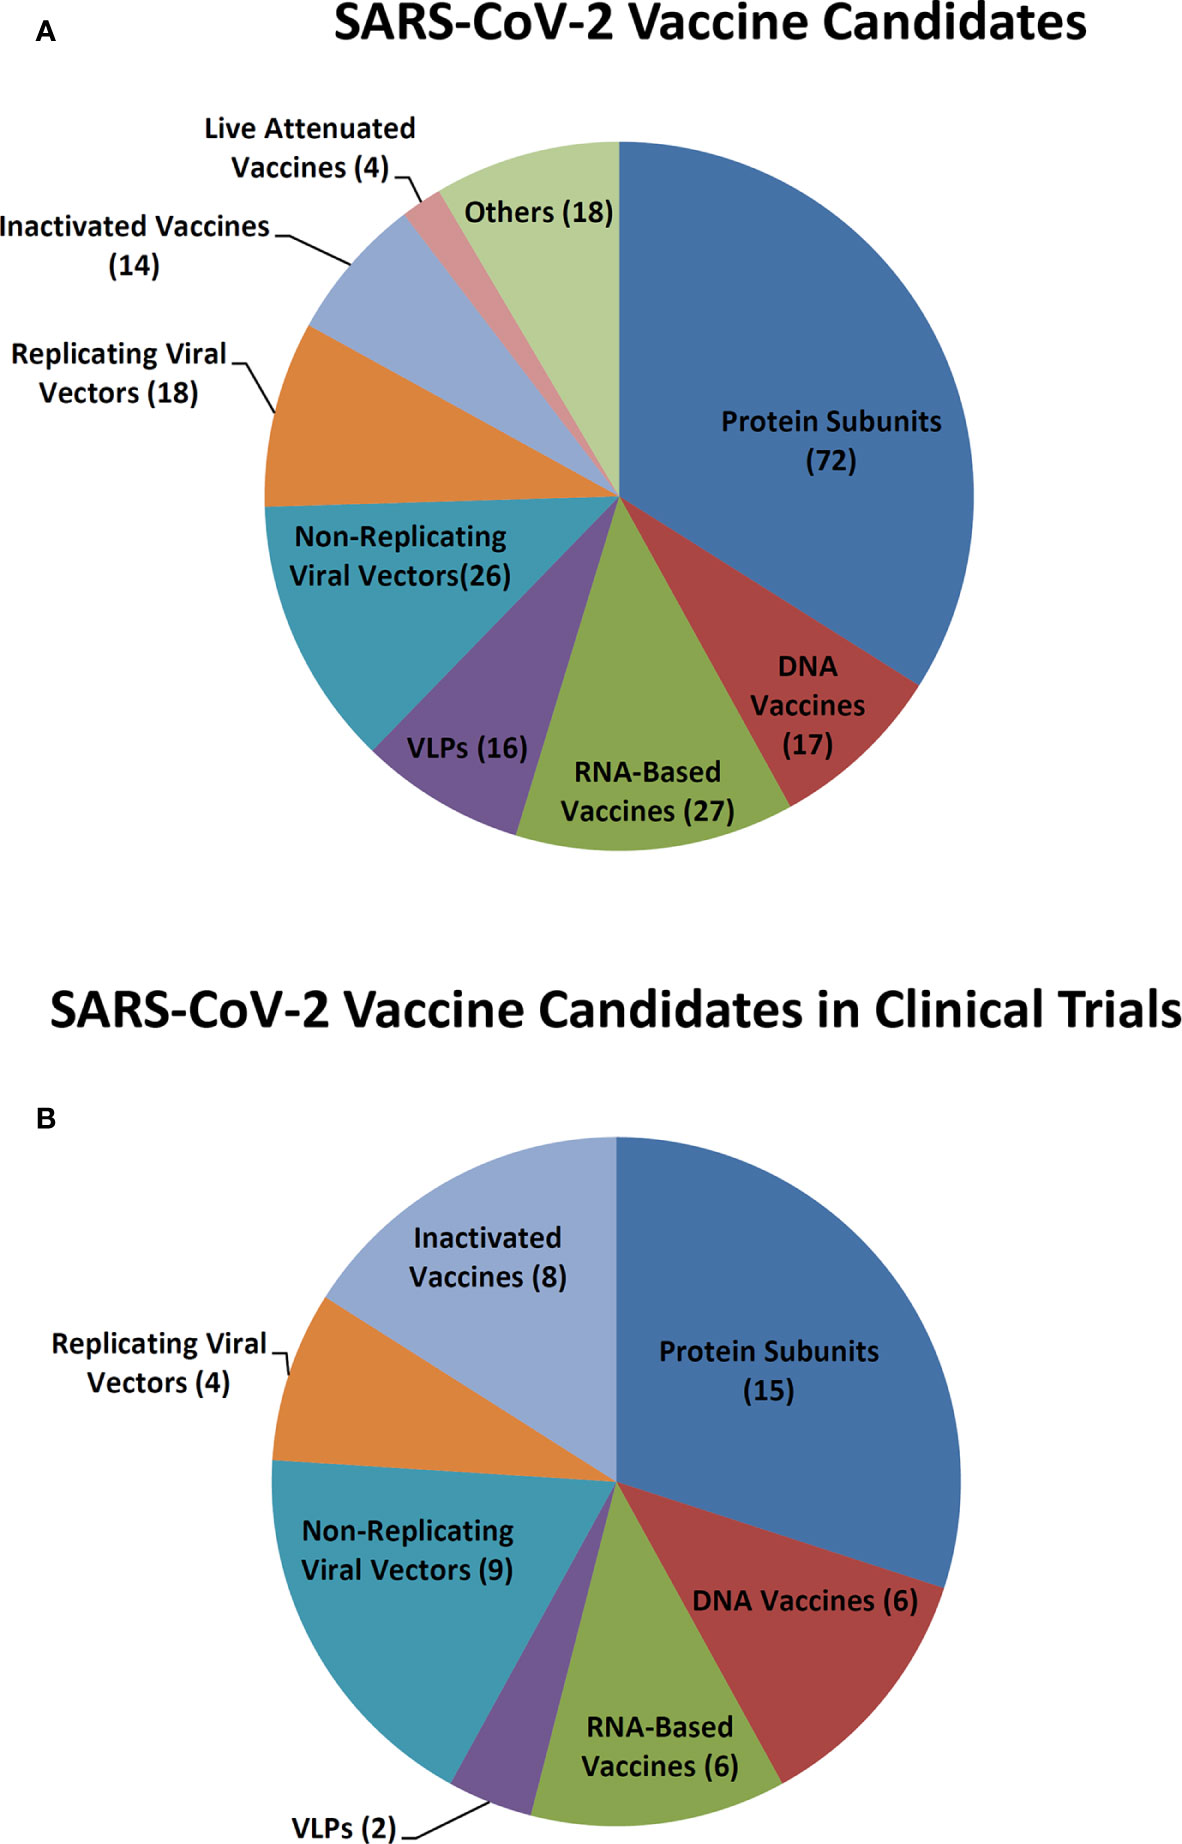 A
SARS-CoV-2 Vaccine Candidates
Live Attenuated
Vaccines (4)
Others (18)
Inactivated Vaccines
(14)
Replicating Viral
Vectors (18)
Protein Subunits
(72)
Non-Replicating
Viral Vectors(26)
DNA
Vaccines
(17)
VLPs (16)
RNA-Based
Vaccines (27)
SARS-CoV-2 Vaccine Candidates in Clinical Trials
B
Inactivated
Vaccines (8)
Replicating Viral
Vectors (4)
Protein Subunits
(15)
Non-Replicating
Viral Vectors (9)
DNA Vaccines (6)
RNA-Based
Vaccines (6)
VLPs (2)